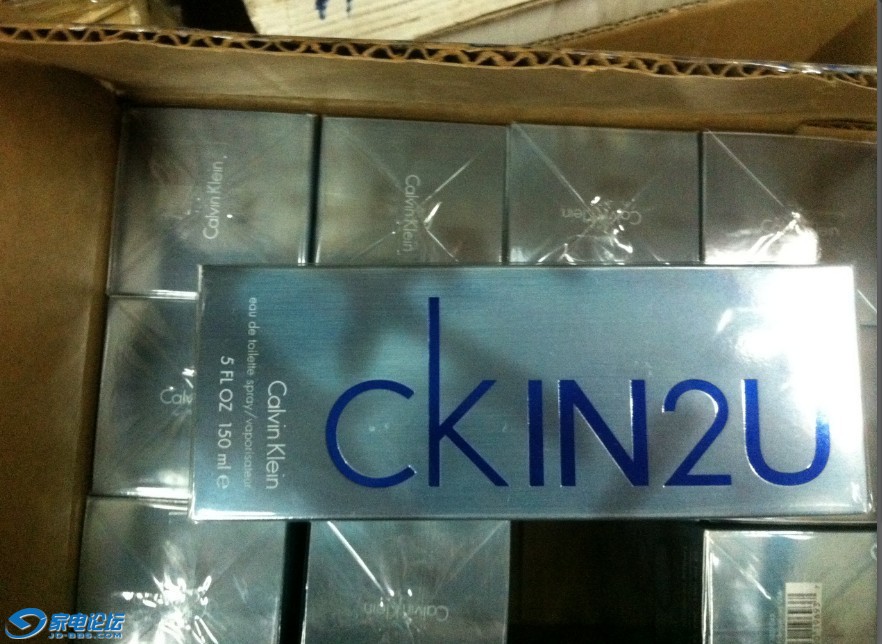 Calvin Klein
Calvin Klein
Calvin Klein
ckIN2U
Calvin Klein
eau de toilette spray/vaporisateur
5 FL OZ 150 ml e
Calvin Klein
家电论坛
JD-BBS.COM